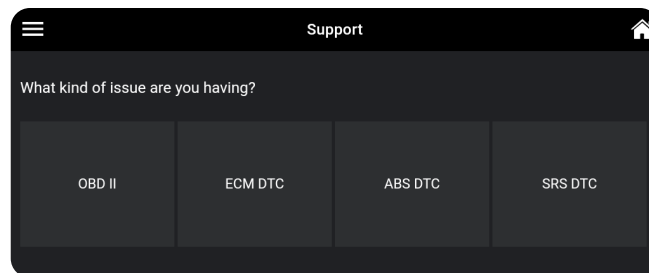 Support
What kind of issue are you having?
OBD II
ECM DTC
ABS DTC
SRS DTC